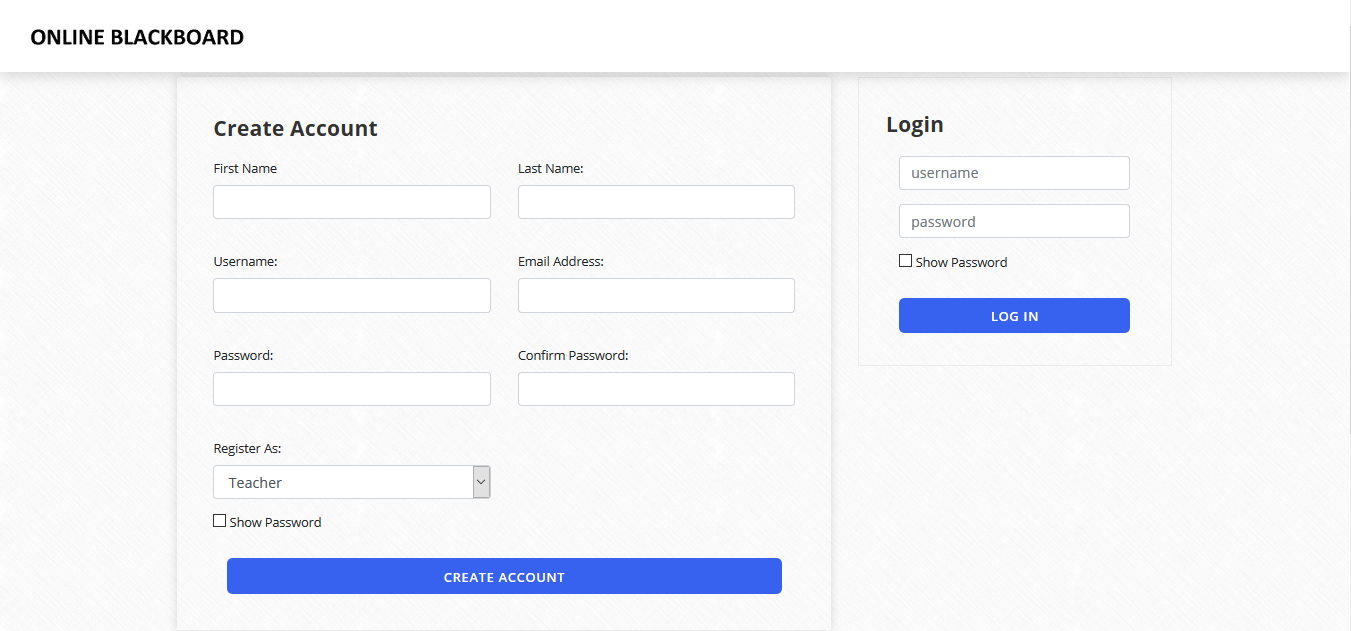 ONLINE BLACKBOARD
Create Account
First Name
Last Name:
Username:
Email Address:
Password:
Confirm Password:
Register As:
Teacher
Show Password
CREATE ACCOUNT
Login
username
password
Show Password
LOG IN